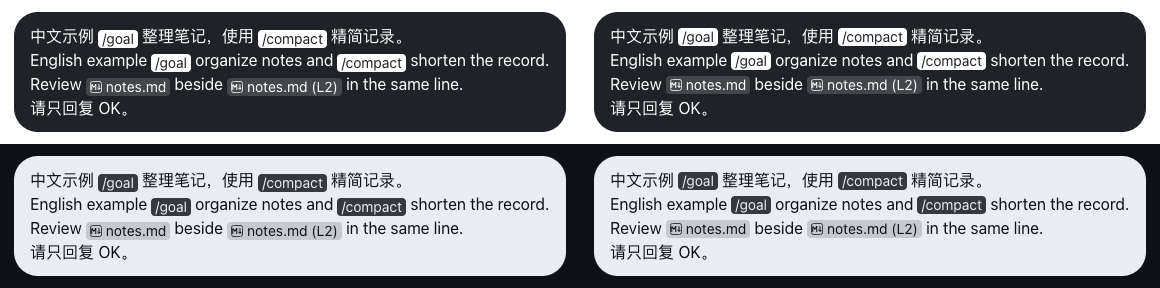 中文示例 /goal 整理笔记，使用 /compact 精简记录。
English example /goal organize notes and /compact shorten the record.
Review M↓ notes.md beside M↓ notes.md (L2) in the same line.
请只回复 OK。
中文示例 /goal 整理笔记，使用 /compact 精简记录。
English example /goal organize notes and /compact shorten the record.
Review M↓ notes.md beside M↓ notes.md (L2) in the same line.
请只回复 OK。
中文示例 /goal 整理笔记，使用 /compact 精简记录。
English example /goal organize notes and /compact shorten the record.
Review M↓ notes.md beside M↓ notes.md (L2) in the same line.
请只回复 OK。
中文示例 /goal 整理笔记，使用 /compact 精简记录。
English example /goal organize notes and /compact shorten the record.
Review M↓ notes.md beside M↓ notes.md (L2) in the same line.
请只回复 OK。